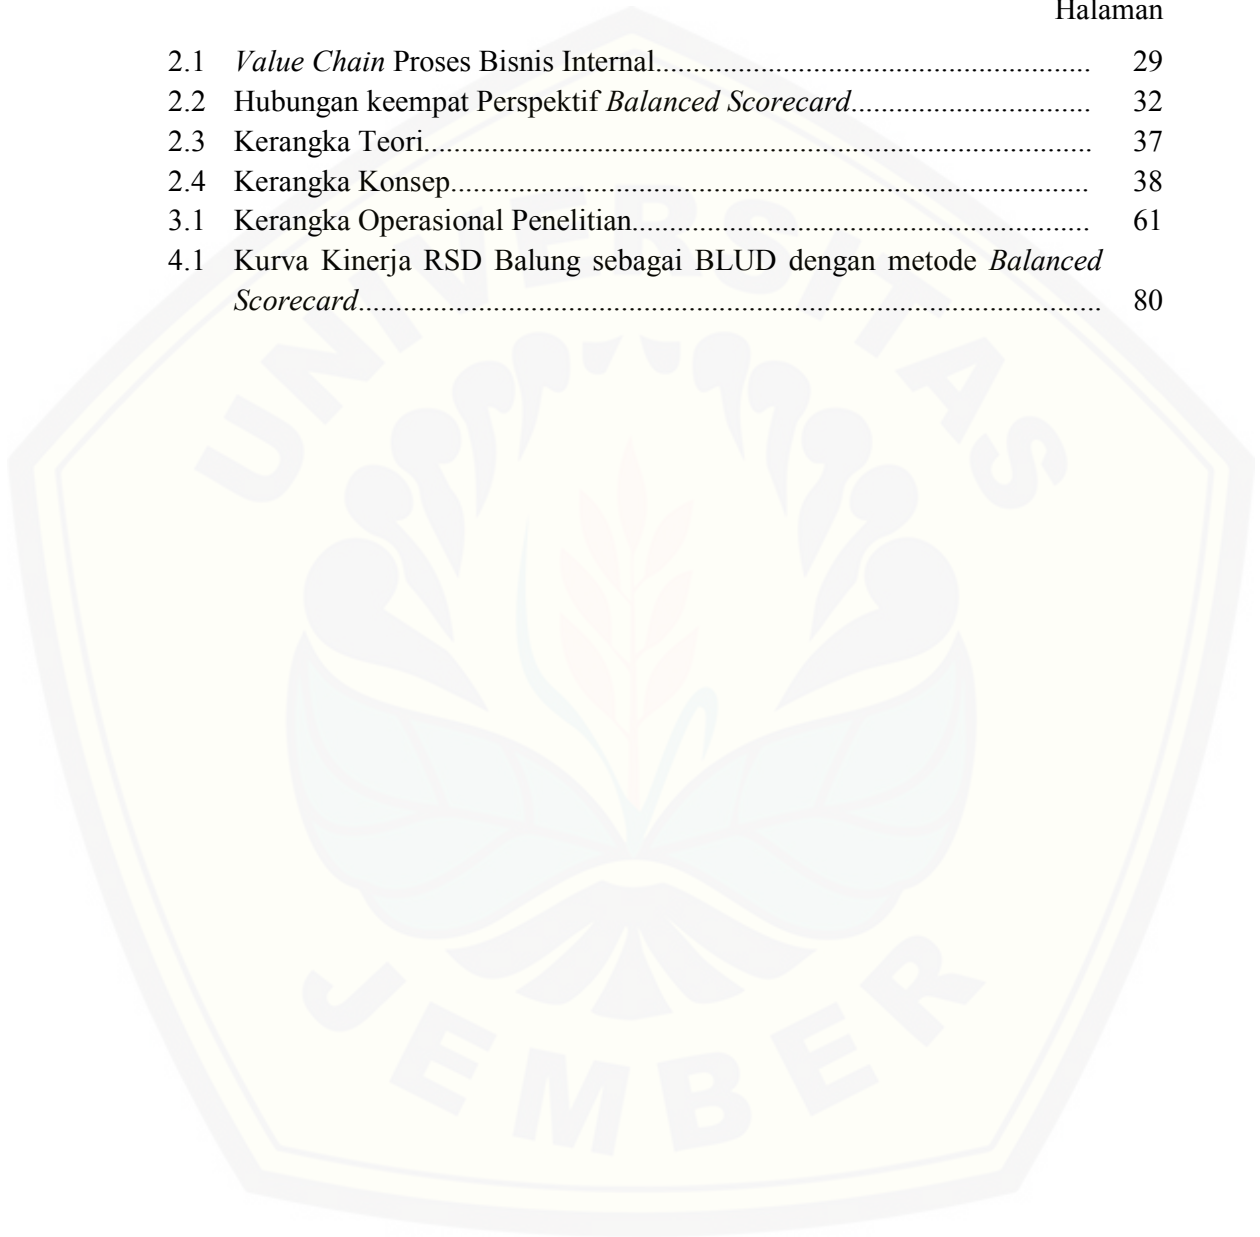 Halaman
2.1 Value Chain Proses Bisnis Internal......................................................... 29
2.2 Hubungan keempat Perspektif Balanced Scorecard............................... 32
2.3 Kerangka Teori....................................................................................... 37
2.4 Kerangka Konsep................................................................................... 38
3.1 Kerangka Operasional Penelitian............................................................ 61
4.1 Kurva Kinerja RSD Balung sebagai BLUD dengan metode Balanced
Scorecard................................................................................................. 80
UNIVERSITAS
JEMBER